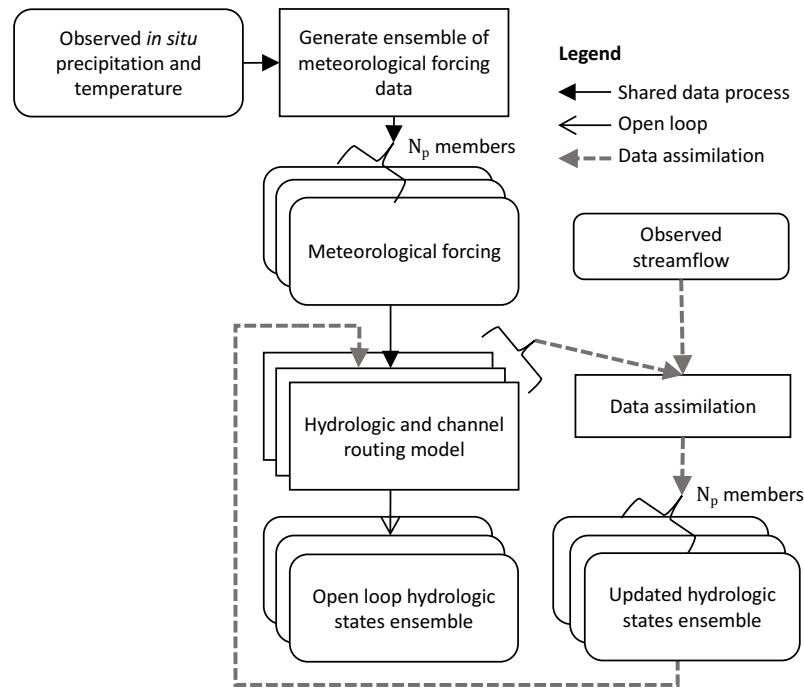 Observed in situ
precipitation and
temperature
Generate ensemble of
meteorological forcing
data
Legend
Shared data process
Open loop
Data assimilation
Nₚ members
Meteorological forcing
Observed
streamflow
Hydrologic and channel
routing model
Data assimilation
Nₚ members
Open loop hydrologic
states ensemble
Updated hydrologic
states ensemble